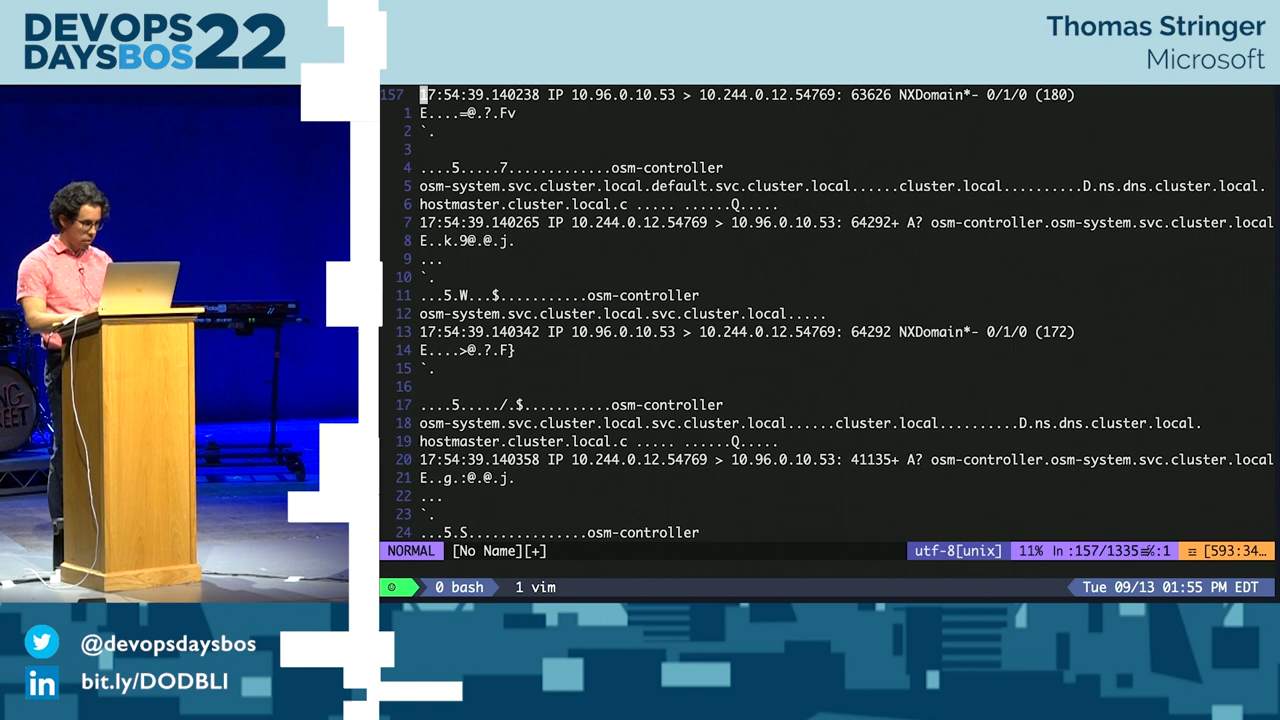 DEVOPS
DAYSBOS22
Thomas Stringer
Microsoft
157 17:54:39.140238 IP 10.96.0.10.53 > 10.244.0.12.54769: 63626 NXDomain*- 0/1/0 (180)
1 E....=@.?.Fv
2 `.
3
4 ....5.....7.............osm-controller
5 osm-system.svc.cluster.local.default.svc.cluster.local......cluster.local..........D.ns.dns.cluster.local.
6 hostmaster.cluster.local.c ..... ......Q.....
7 17:54:39.140265 IP 10.244.0.12.54769 > 10.96.0.10.53: 64292+ A? osm-controller.osm-system.svc.cluster.local
8 E..k.9@.@.j.
9 ...
10 `.
11 ...5.W...$...........osm-controller
12 osm-system.svc.cluster.local.svc.cluster.local.....
13 17:54:39.140342 IP 10.96.0.10.53 > 10.244.0.12.54769: 64292 NXDomain*- 0/1/0 (172)
14 E....>@.?.F}
15 `.
16
17 ....5...../.$...........osm-controller
18 osm-system.svc.cluster.local.svc.cluster.local......cluster.local..........D.ns.dns.cluster.local.
19 hostmaster.cluster.local.c ..... ......Q.....
20 17:54:39.140358 IP 10.244.0.12.54769 > 10.96.0.10.53: 41135+ A? osm-controller.osm-system.svc.cluster.local
21 E..g.:@.@.j.
22 ...
23 `.
24 ...5.S...............osm-controller
NORMAL [No Name][+] utf-8[unix] 11% ln :157/1335 :1 [593:34…
0 bash 1 vim Tue 09/13 01:55 PM EDT
@devopsdaysbos
in bit.ly/DODBLI